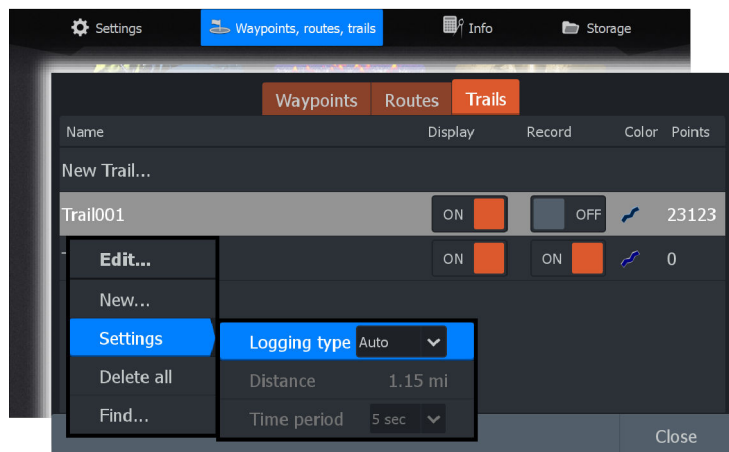 Settings Waypoints, routes, trails Info Storage
Waypoints Routes Trails
Name Display Record Color Points
New Trail...
Trail001 ON OFF 23123
ON ON 0
Edit...
New...
Settings
Delete all
Find...
Logging type Auto
Distance 1.15 mi
Time period 5 sec
Close